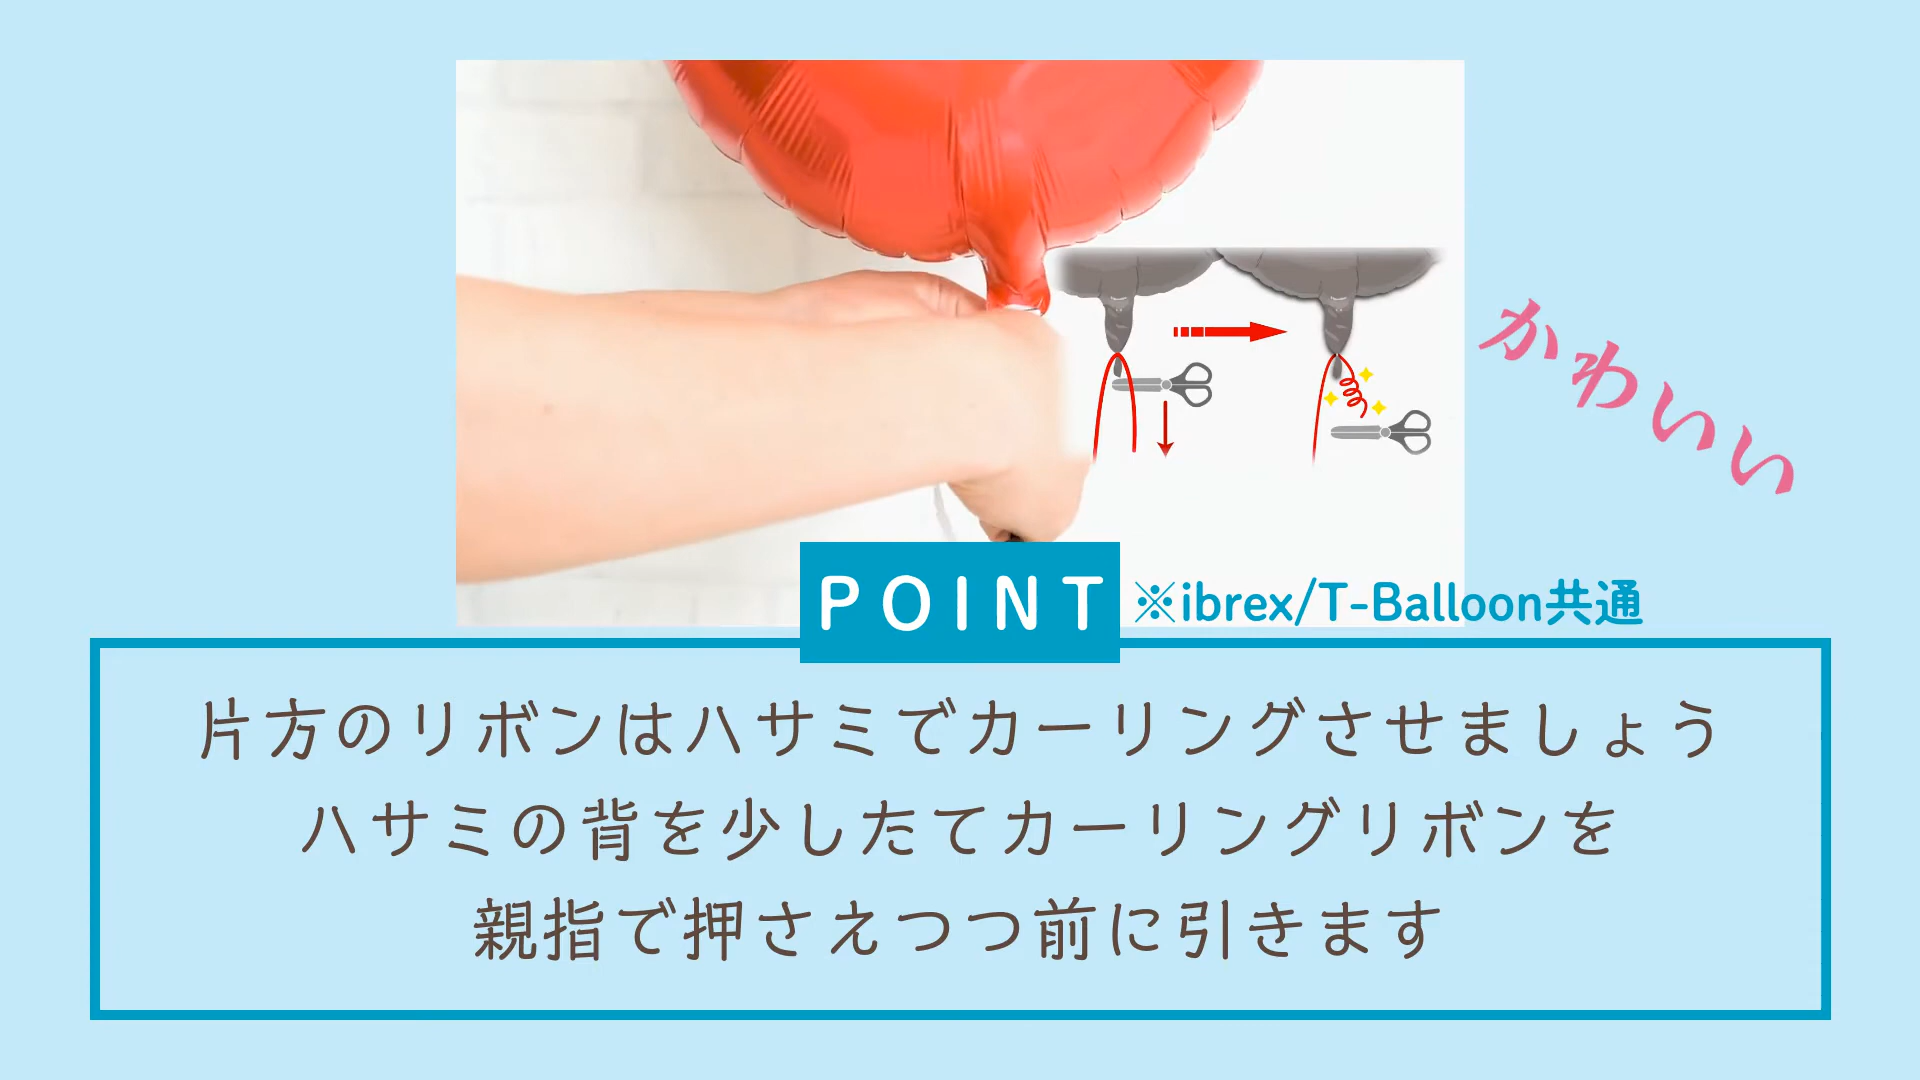 かわいい
POINT
※ibrex/T-Balloon共通
片方のリボンはハサミでカーリングさせましょう
ハサミの背を少したてカーリングリボンを
親指で押さえつつ前に引きます